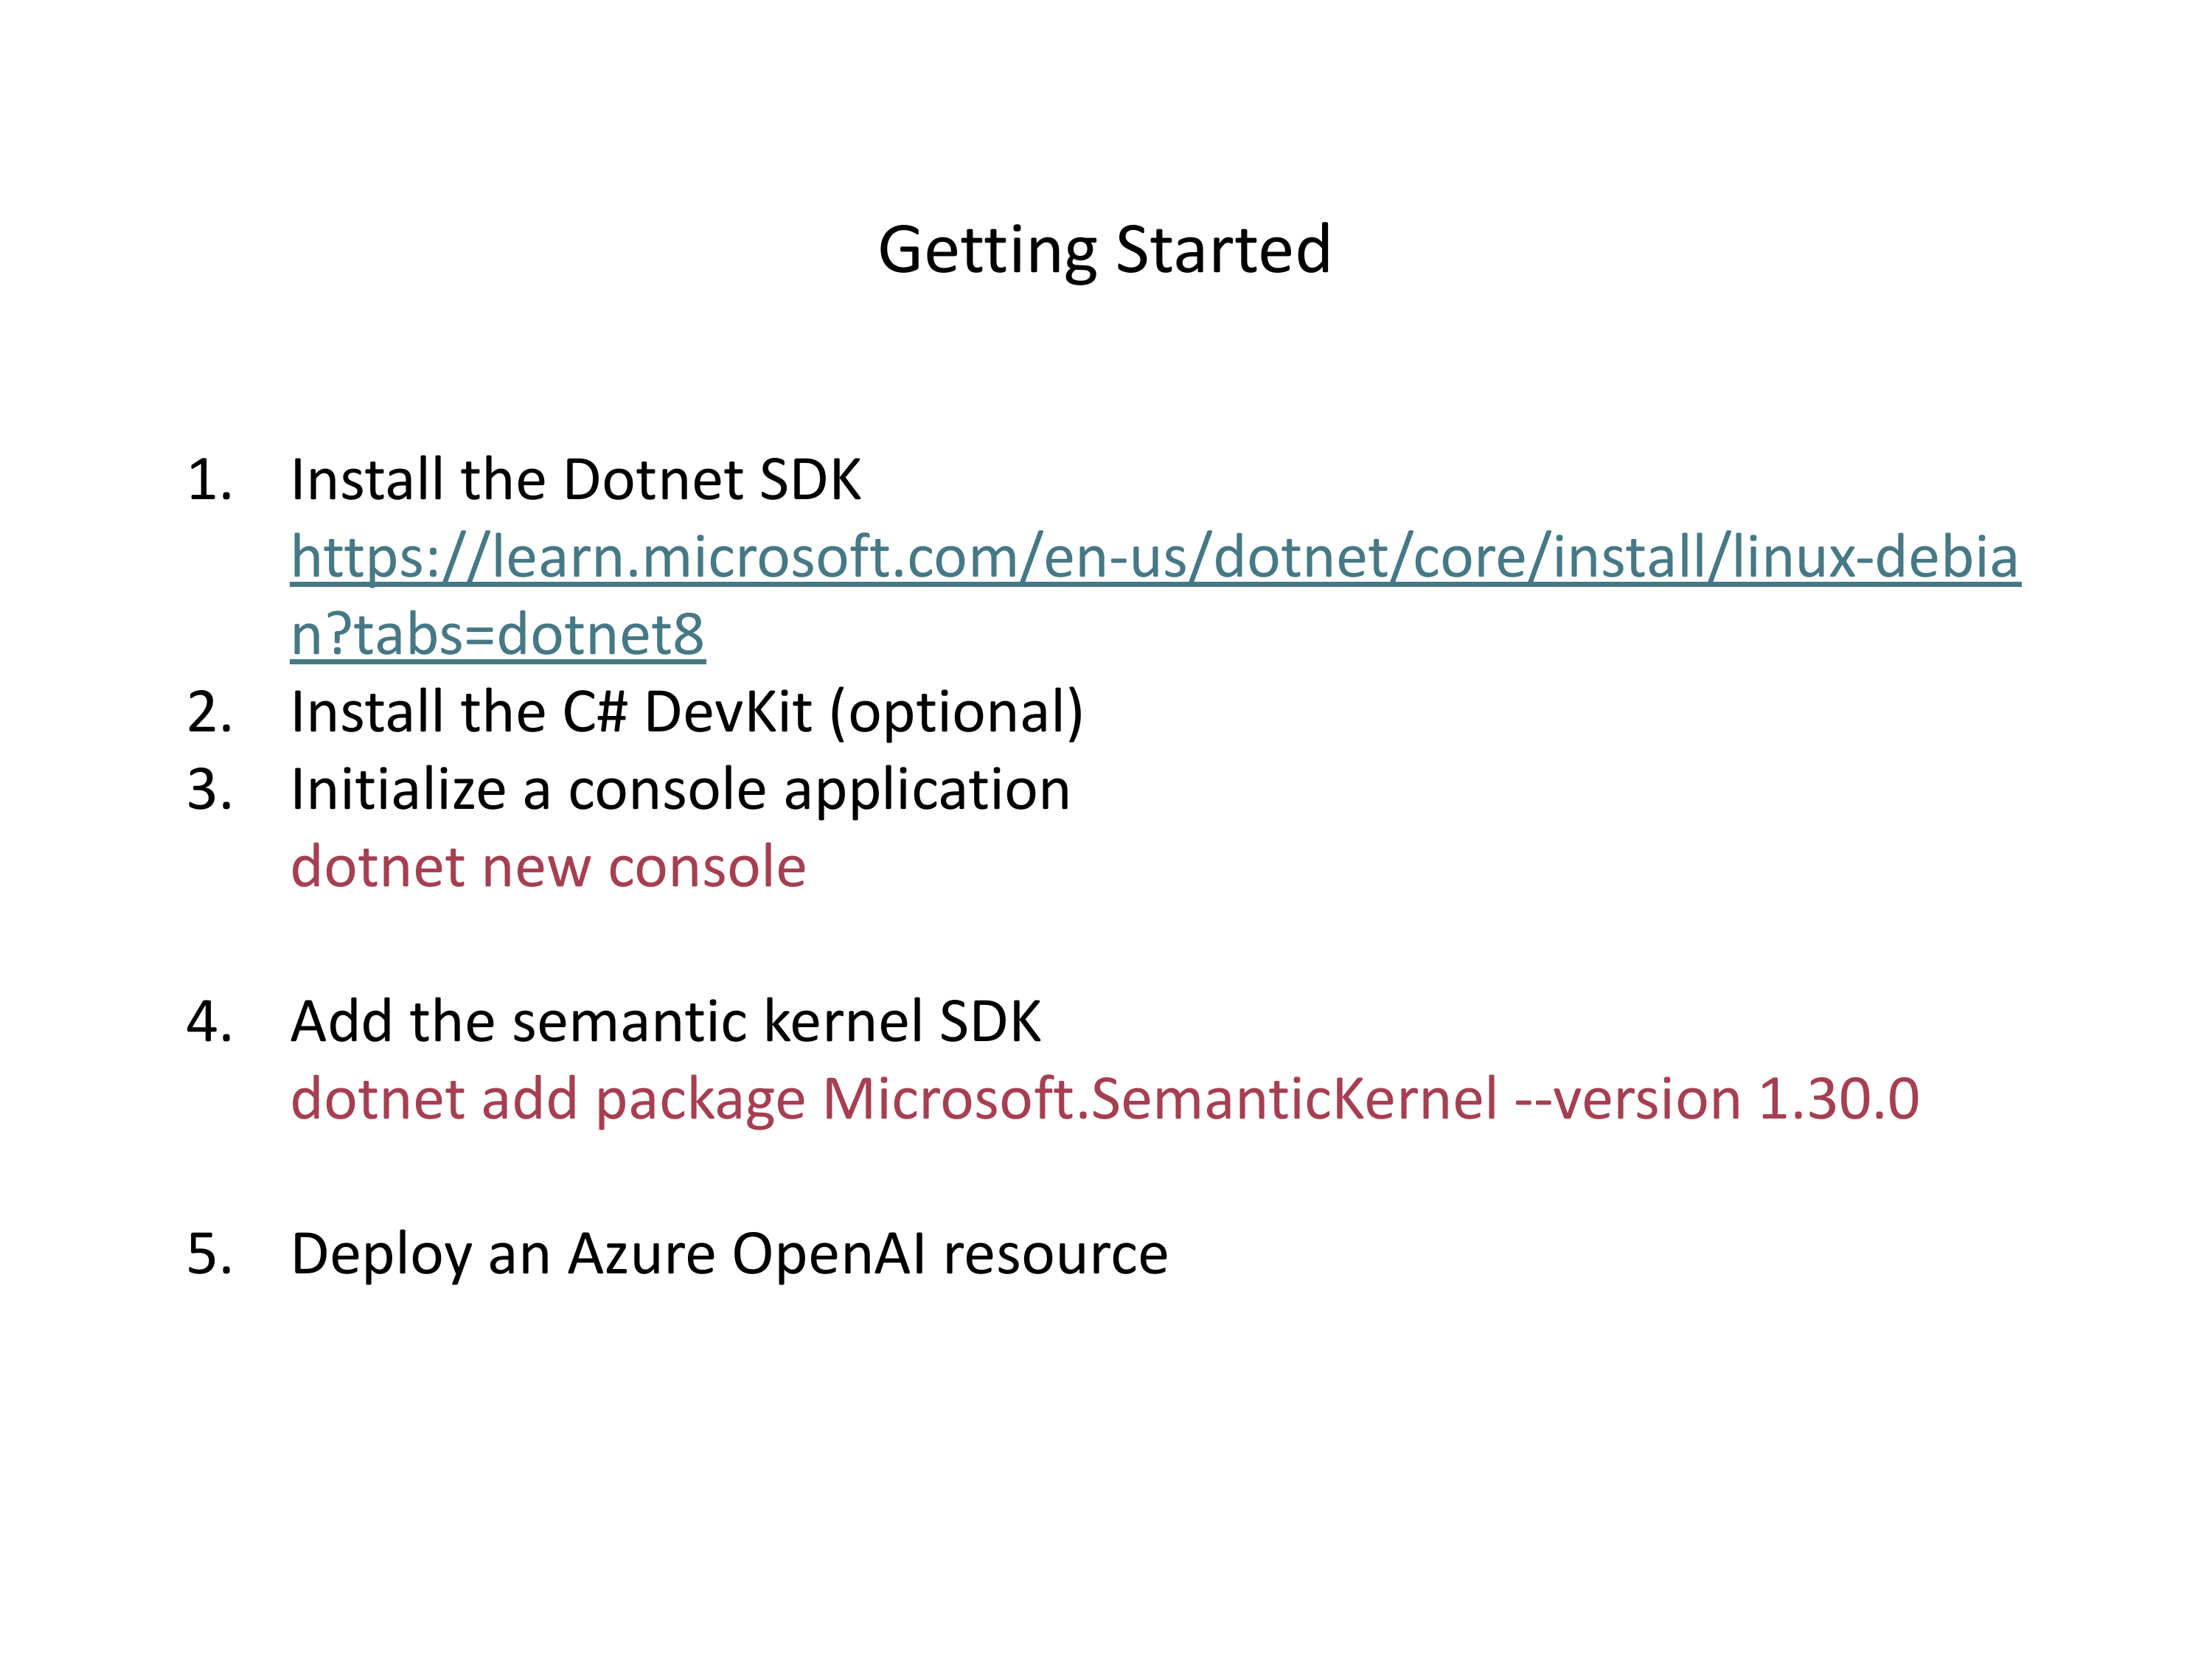 Getting Started
1. Install the Dotnet SDK
https://learn.microsoft.com/en-us/dotnet/core/install/linux-debia
n?tabs=dotnet8
2. Install the C# DevKit (optional)
3. Initialize a console application
dotnet new console
4. Add the semantic kernel SDK
dotnet add package Microsoft.SemanticKernel --version 1.30.0
5. Deploy an Azure OpenAI resource